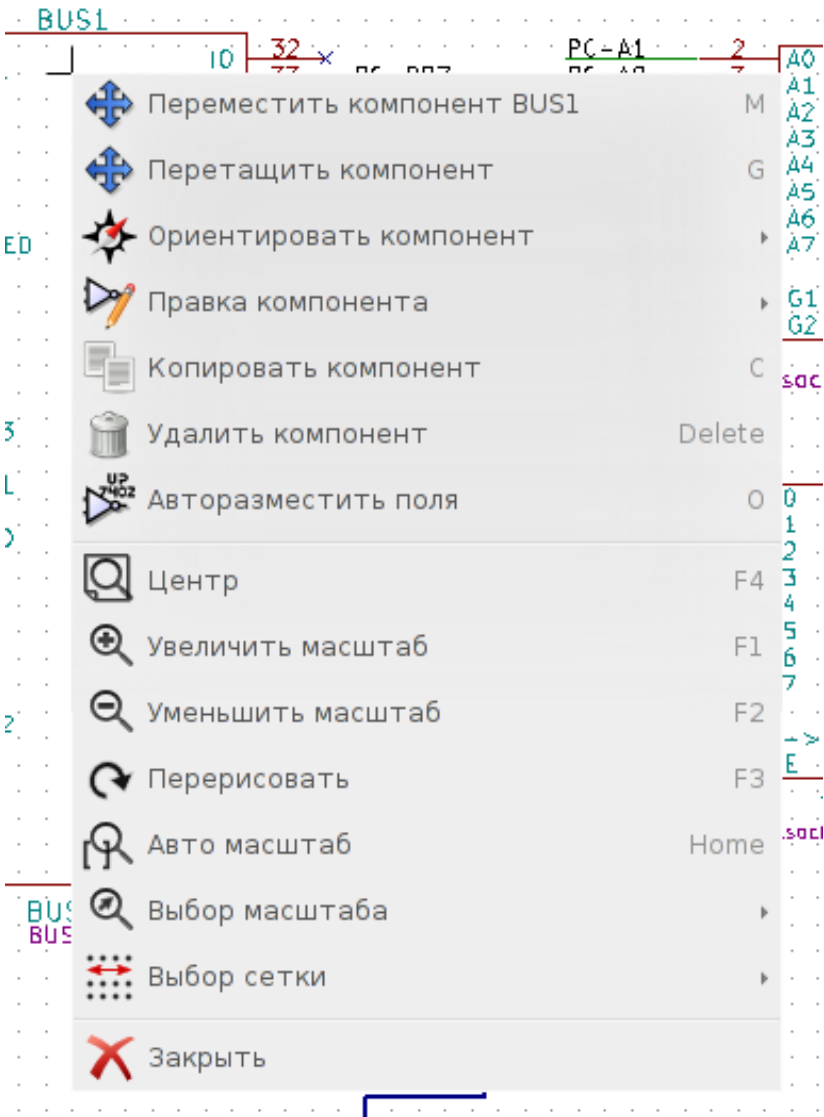 BUS1
IO 32 PC-A1 2 A0
A1
Переместить компонент BUS1 M A2
A3
Перетащить компонент G A4
A5
A6
ED Ориентировать компонент A7
Правка компонента G1
G2
Копировать компонент C
Удалить компонент Delete
UP
7402
Авторазместить поля O 0
1
2
Центр F4 3
4
5
Увеличить масштаб F1 6
7
Уменьшить масштаб F2
->
Перерисовать F3 E
Авто масштаб Home
Выбор масштаба
Выбор сетки
Закрыть